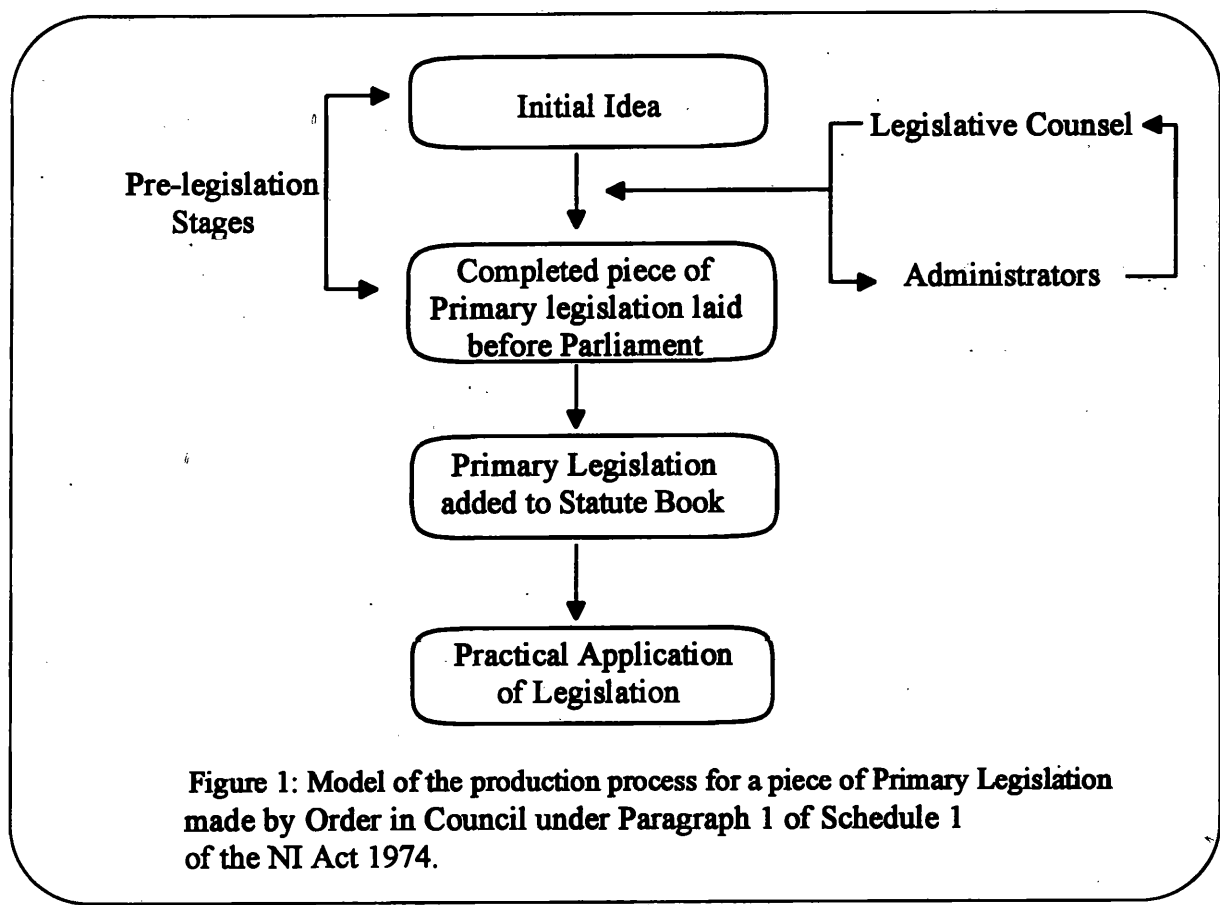 Initial Idea
Legislative Counsel
Pre-legislation
Stages
Administrators
Completed piece of
Primary legislation laid
before Parliament
Primary Legislation
added to Statute Book
Practical Application
of Legislation
Figure 1: Model of the production process for a piece of Primary Legislation
made by Order in Council under Paragraph 1 of Schedule 1
of the NI Act 1974.